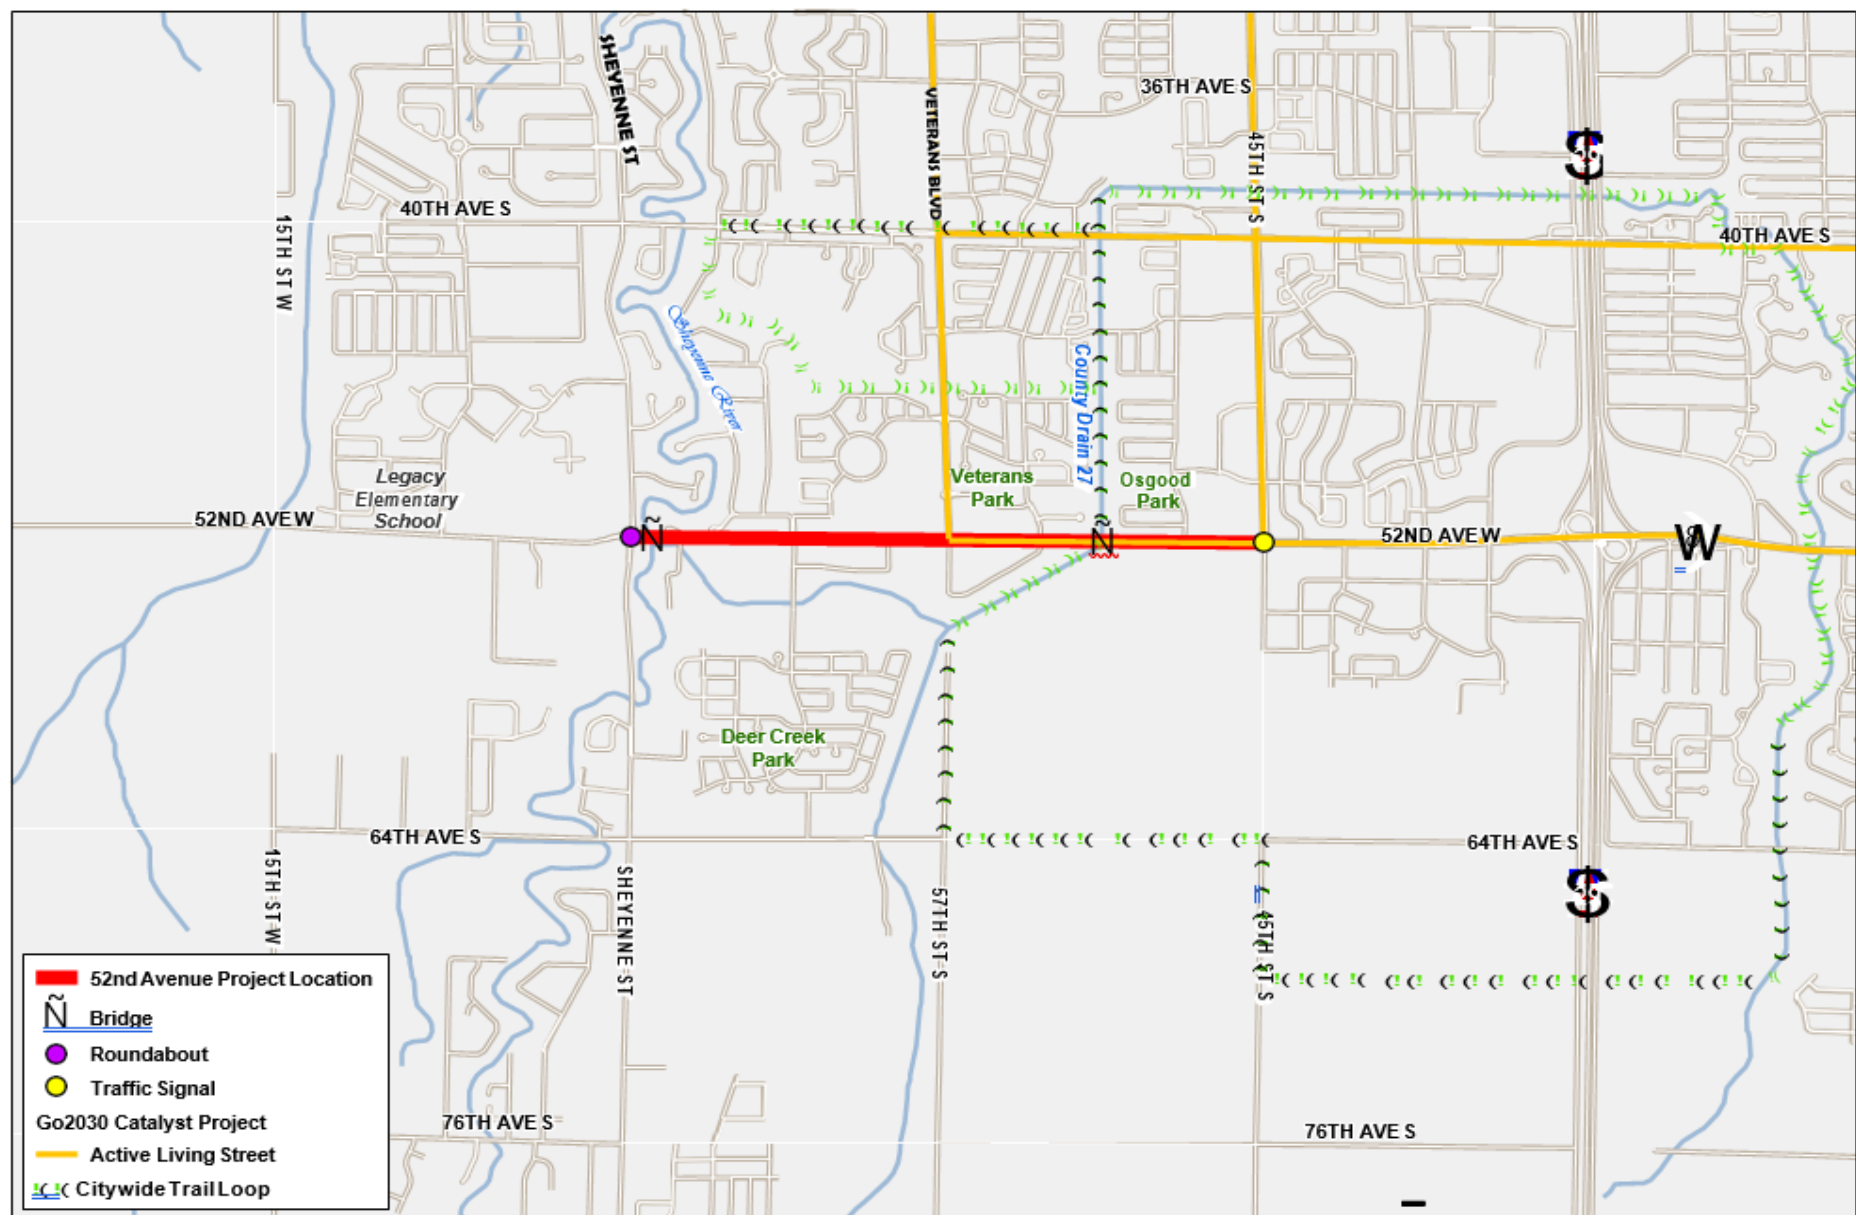 SHEYENNE ST
VETERANS BLVD
36TH AVE S
45TH ST S
S
40TH AVE S
15TH ST W
40TH AVE S
Sheyenne River
County Drain 27
Legacy
Elementary
School
Veterans
Park
Osgood
Park
52ND AVE W
Ñ
Ñ
52ND AVE W
W
Deer Creek
Park
64TH AVE S
64TH AVE S
15TH ST W
SHEYENNE ST
57TH ST S
45TH ST S
S
52nd Avenue Project Location
Ñ Bridge
Roundabout
Traffic Signal
Go2030 Catalyst Project
Active Living Street
Citywide Trail Loop
76TH AVE S
76TH AVE S